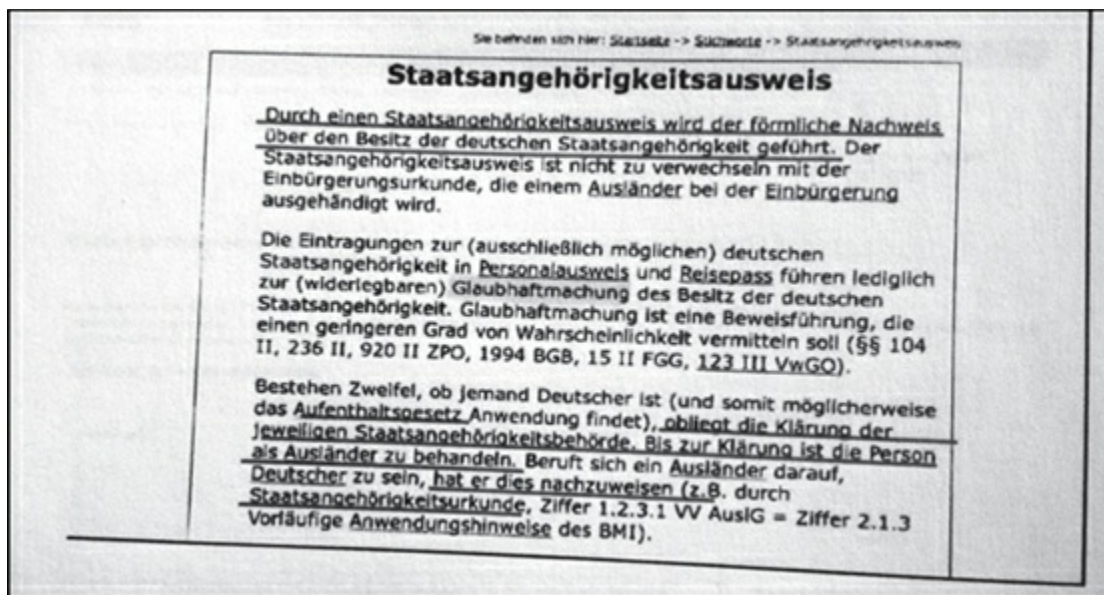 Sie befinden sich hier: Startseite -> Suchworte -> Staatsangehörigkeitsausweis
Staatsangehörigkeitsausweis
Durch einen Staatsangehörigkeitsausweis wird der förmliche Nachweis
über den Besitz der deutschen Staatsangehörigkeit geführt. Der
Staatsangehörigkeitsausweis ist nicht zu verwechseln mit der
Einbürgerungsurkunde, die einem Ausländer bei der Einbürgerung
ausgehändigt wird.
Die Eintragungen zur (ausschließlich möglichen) deutschen
Staatsangehörigkeit in Personalausweis und Reisepass führen lediglich
zur (widerlegbaren) Glaubhaftmachung des Besitz der deutschen
Staatsangehörigkeit. Glaubhaftmachung ist eine Beweisführung, die
einen geringeren Grad von Wahrscheinlichkeit vermitteln soll (§§ 104
II, 236 II, 920 II ZPO, 1994 BGB, 15 II FGG, 123 III VwGO).
Bestehen Zweifel, ob jemand Deutscher ist (und somit möglicherweise
das Aufenthaltsgesetz Anwendung findet), obliegt die Klärung der
jeweiligen Staatsangehörigkeitsbehörde. Bis zur Klärung ist die Person
als Ausländer zu behandeln. Beruft sich ein Ausländer darauf,
Deutscher zu sein, hat er dies nachzuweisen (z.B. durch
Staatsangehörigkeitsurkunde, Ziffer 1.2.3.1 VV AuslG = Ziffer 2.1.3
Vorläufige Anwendungshinweise des BMI).